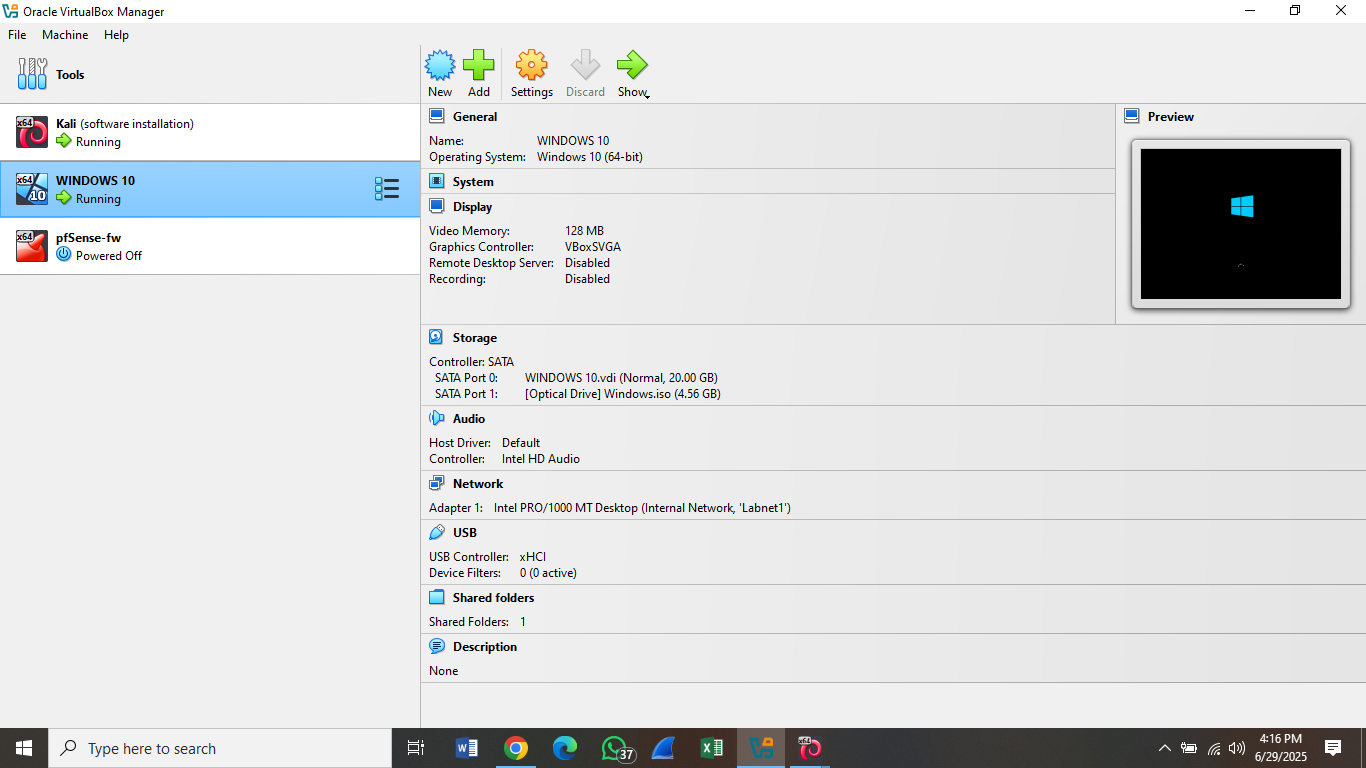 Oracle VirtualBox Manager
File Machine Help
Tools
New Add Settings Discard Show
x64 Kali (software installation)
Running
x64 10 WINDOWS 10
Running
x64 pfSense-fw
Powered Off
General
Name: WINDOWS 10
Operating System: Windows 10 (64-bit)
System
Display
Video Memory: 128 MB
Graphics Controller: VBoxSVGA
Remote Desktop Server: Disabled
Recording: Disabled
Preview
Storage
Controller: SATA
SATA Port 0: WINDOWS 10.vdi (Normal, 20.00 GB)
SATA Port 1: [Optical Drive] Windows.iso (4.56 GB)
Audio
Host Driver: Default
Controller: Intel HD Audio
Network
Adapter 1: Intel PRO/1000 MT Desktop (Internal Network, 'Labnet1')
USB
USB Controller: xHCI
Device Filters: 0 (0 active)
Shared folders
Shared Folders: 1
Description
None
Type here to search
37
x64
4:16 PM
6/29/2025